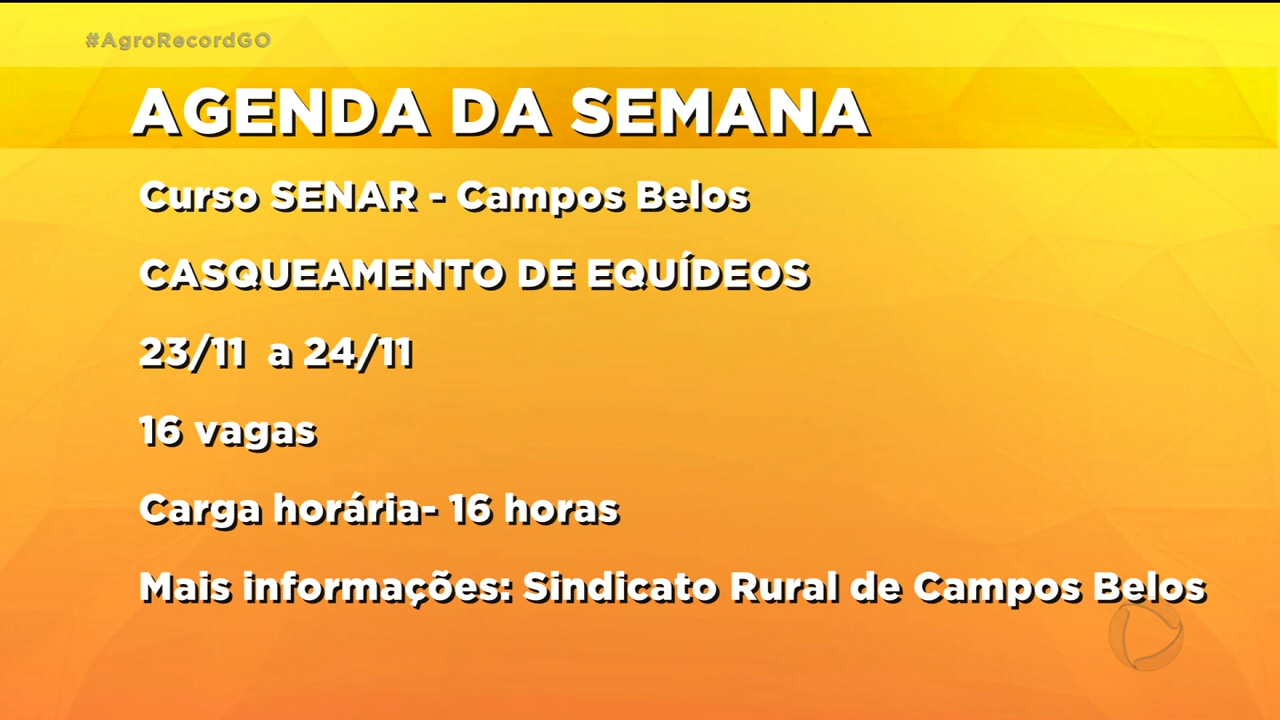 #AgroRecordGO
AGENDA DA SEMANA
Curso SENAR - Campos Belos
CASQUEAMENTO DE EQUÍDEOS
23/11 a 24/11
16 vagas
Carga horária- 16 horas
Mais informações: Sindicato Rural de Campos Belos